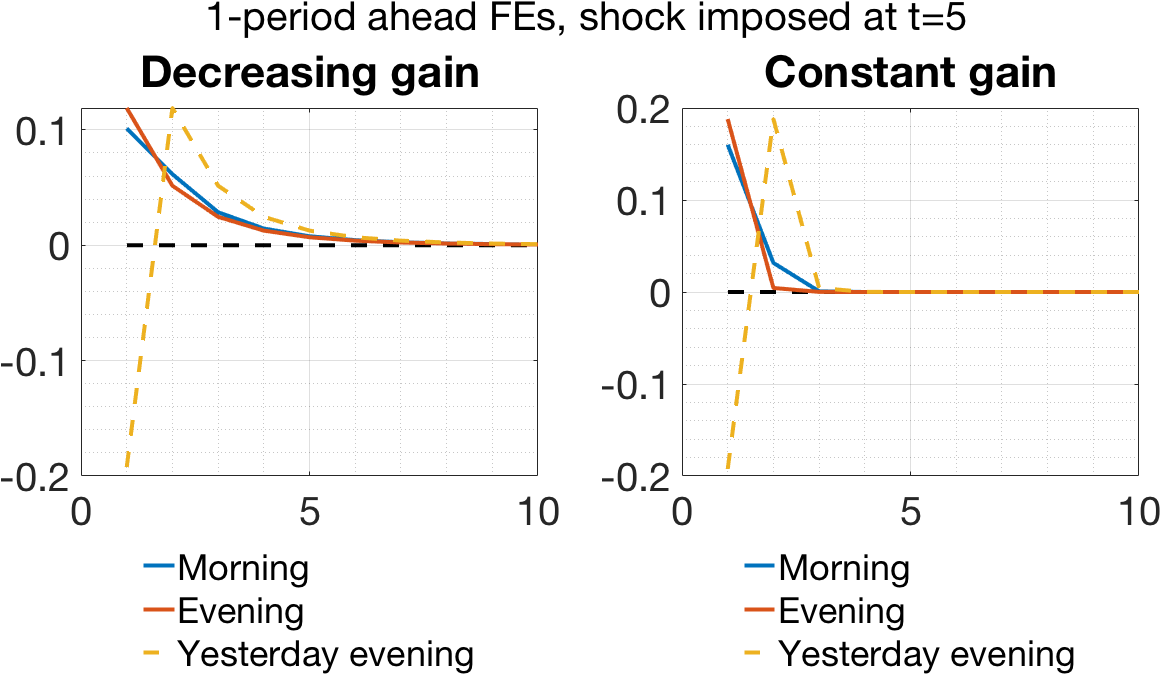 1-period ahead FEs, shock imposed at t=5
Decreasing gain
0.1
0
-0.1
-0.2
0
5
10
Morning
Evening
Yesterday evening
Constant gain
0.2
0.1
0
-0.1
-0.2
0
5
10
Morning
Evening
Yesterday evening